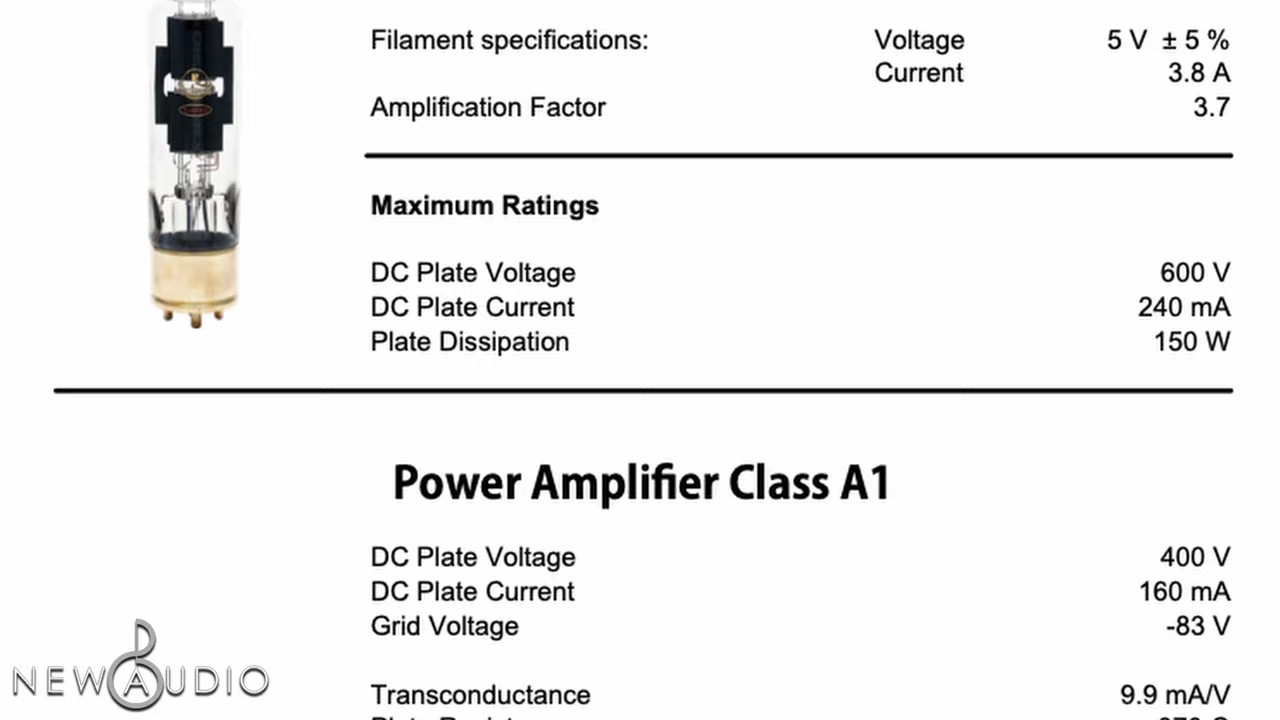 Filament specifications: Voltage 5 V ± 5 %
Current 3.8 A
Amplification Factor 3.7
Maximum Ratings
DC Plate Voltage 600 V
DC Plate Current 240 mA
Plate Dissipation 150 W
Power Amplifier Class A1
DC Plate Voltage 400 V
DC Plate Current 160 mA
Grid Voltage -83 V
NEW AUDIO
Transconductance 9.9 mA/V